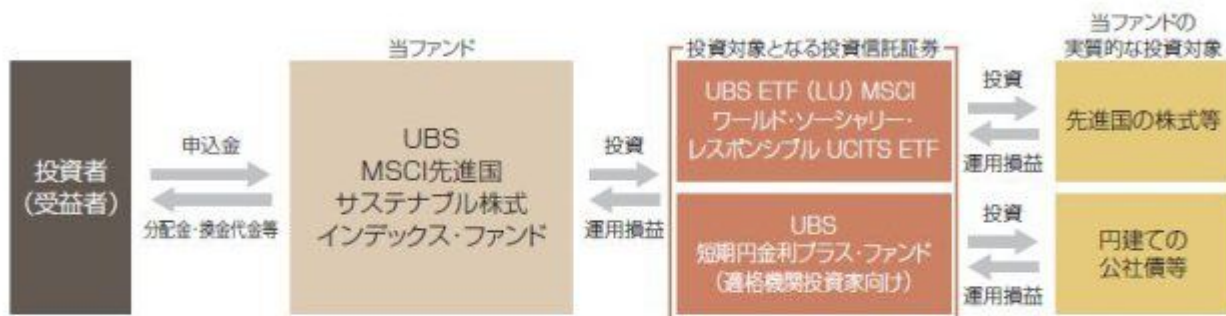 投資者
(受益者)
申込金
分配金・換金代金等
当ファンド
UBS
MSCI先進国
サステナブル株式
インデックス・ファンド
投資
運用損益
投資対象となる投資信託証券
UBS ETF (LU) MSCI
ワールド・ソーシャリー・
レスポンシブル UCITS ETF
UBS
短期円金利プラス・ファンド
(適格機関投資家向け)
投資
運用損益
投資
運用損益
当ファンドの
実質的な投資対象
先進国の株式等
円建ての
公社債等